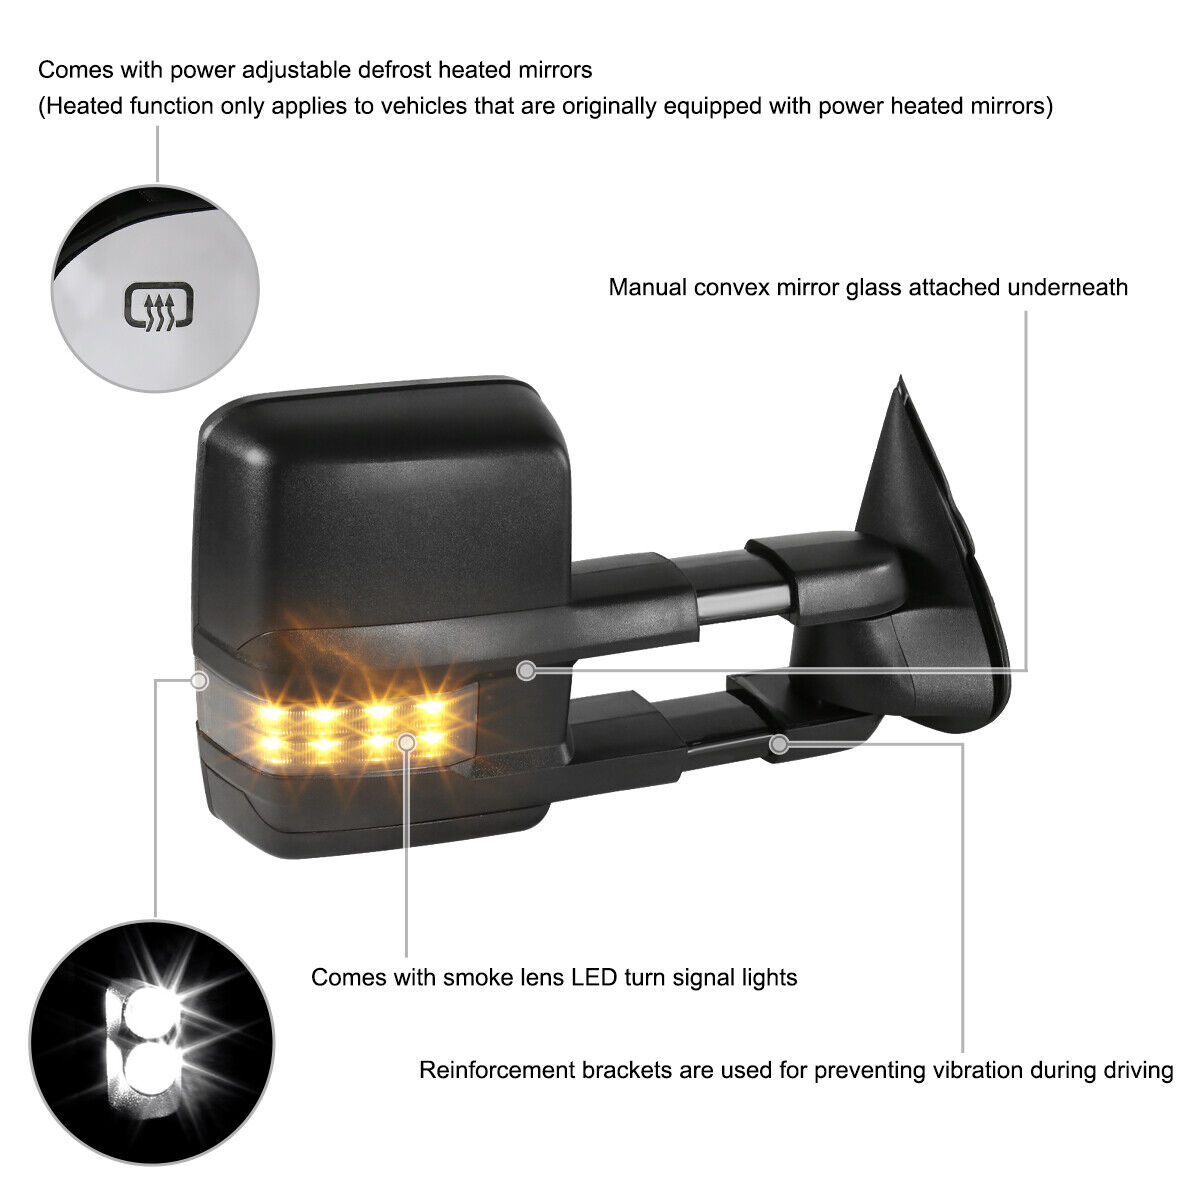 Comes with power adjustable defrost heated mirrors
(Heated function only applies to vehicles that are originally equipped with power heated mirrors)
Manual convex mirror glass attached underneath
Comes with smoke lens LED turn signal lights
Reinforcement brackets are used for preventing vibration during driving